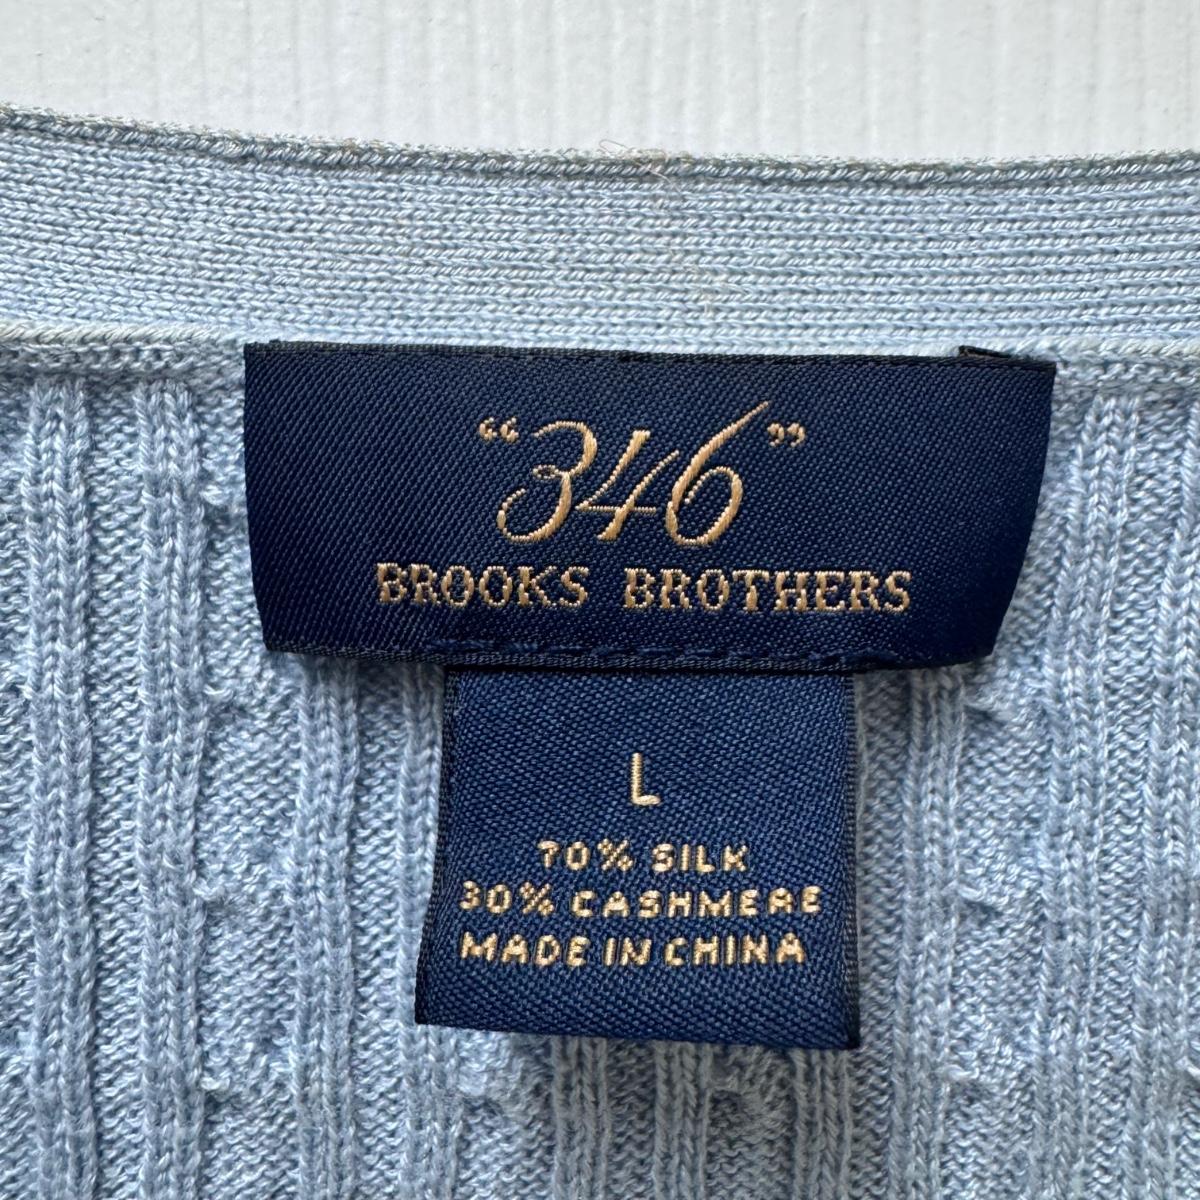 “346”
BROOKS BROTHERS
L
70% SILK
30% CASHMERE
MADE IN CHINA